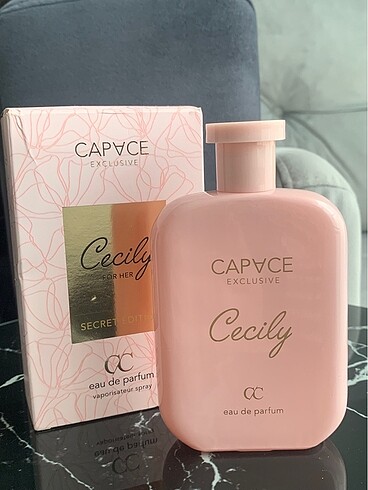 CAPACE
EXCLUSIVE
Cecily
FOR HER
SECRET
CC
eau de parfum
vaporisateur spray
CAPACE
EXCLUSIVE
Cecily
CC
eau de parfum